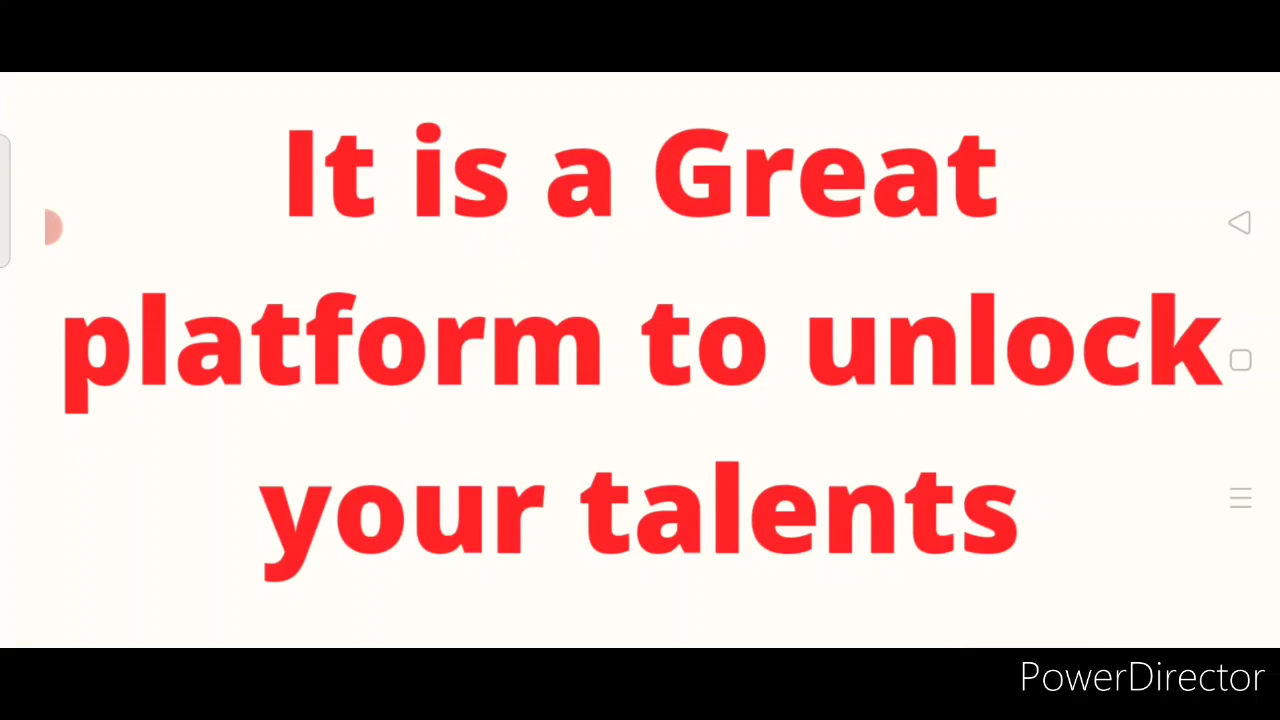 It is a Great
platform to unlock
your talents
PowerDirector